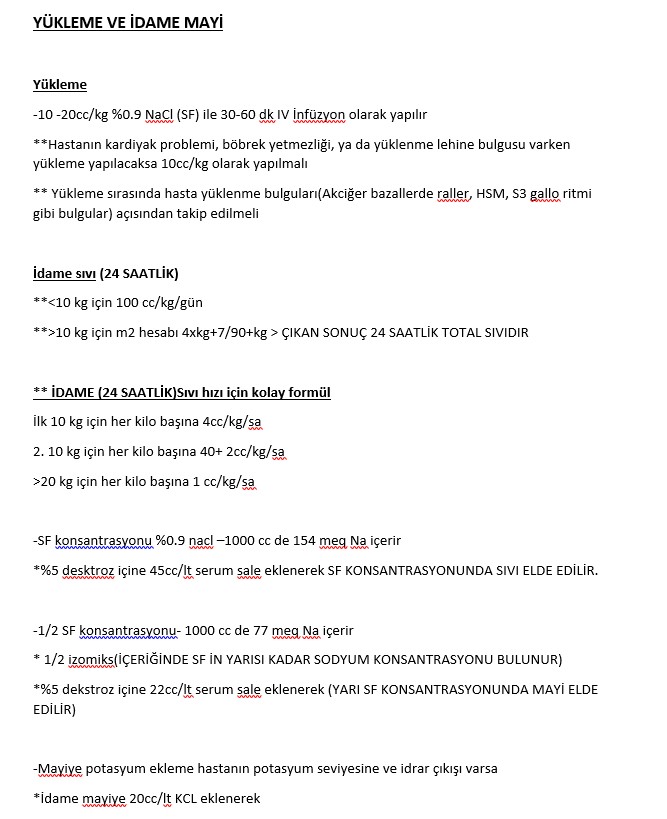 YÜKLEME VE İDAME MAYİ
Yükleme
-10 -20cc/kg %0.9 NaCl (SF) ile 30-60 dk IV İnfüzyon olarak yapılır
**Hastanın kardiyak problemi, böbrek yetmezliği, ya da yüklenme lehine bulgusu varken
yükleme yapılacaksa 10cc/kg olarak yapılmalı
** Yükleme sırasında hasta yüklenme bulguları(Akciğer bazallerde raller, HSM, S3 gallo ritmi
gibi bulgular) açısından takip edilmeli
İdame sıvı (24 SAATLİK)
**<10 kg için 100 cc/kg/gün
**>10 kg için m2 hesabı 4xkg+7/90+kg > ÇIKAN SONUÇ 24 SAATLİK TOTAL SIVIDIR
** İDAME (24 SAATLİK)Sıvı hızı için kolay formül
İlk 10 kg için her kilo başına 4cc/kg/sa
2. 10 kg için her kilo başına 40+ 2cc/kg/sa
>20 kg için her kilo başına 1 cc/kg/sa
-SF konsantrasyonu %0.9 nacl –1000 cc de 154 meq Na içerir
*%5 desktroz içine 45cc/lt serum sale eklenerek SF KONSANTRASYONUNDA SIVI ELDE EDİLİR.
-1/2 SF konsantrasyonu- 1000 cc de 77 meq Na içerir
* 1/2 izomiks(İÇERİĞİNDE SF İN YARISI KADAR SODYUM KONSANTRASYONU BULUNUR)
*%5 dekstroz içine 22cc/lt serum sale eklenerek (YARI SF KONSANTRASYONUNDA MAYİ ELDE
EDİLİR)
-Mayiye potasyum ekleme hastanın potasyum seviyesine ve idrar çıkışı varsa
*İdame mayiye 20cc/lt KCL eklenerek